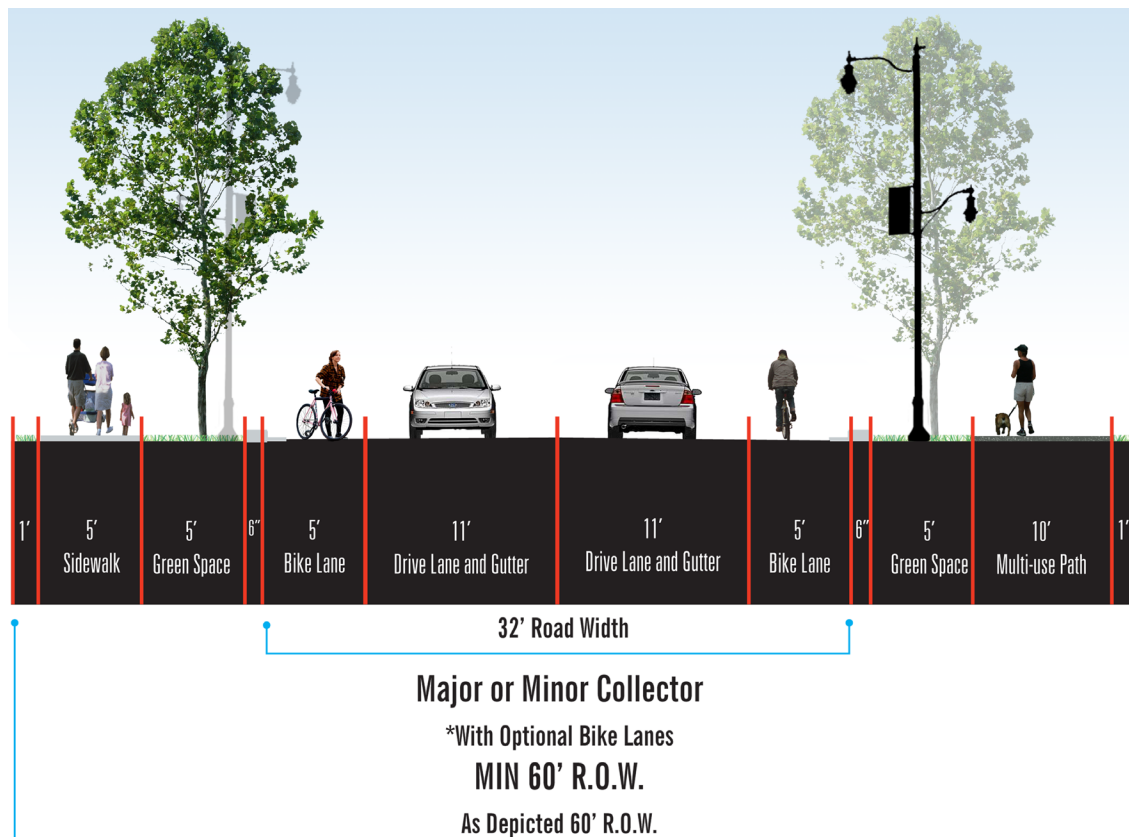 1’
5’
Sidewalk
5’
Green Space
6”
5’
Bike Lane
11’
Drive Lane and Gutter
11’
Drive Lane and Gutter
5’
Bike Lane
6”
5’
Green Space
10’
Multi-use Path
1’
32’ Road Width
Major or Minor Collector
*With Optional Bike Lanes
MIN 60’ R.O.W.
As Depicted 60’ R.O.W.